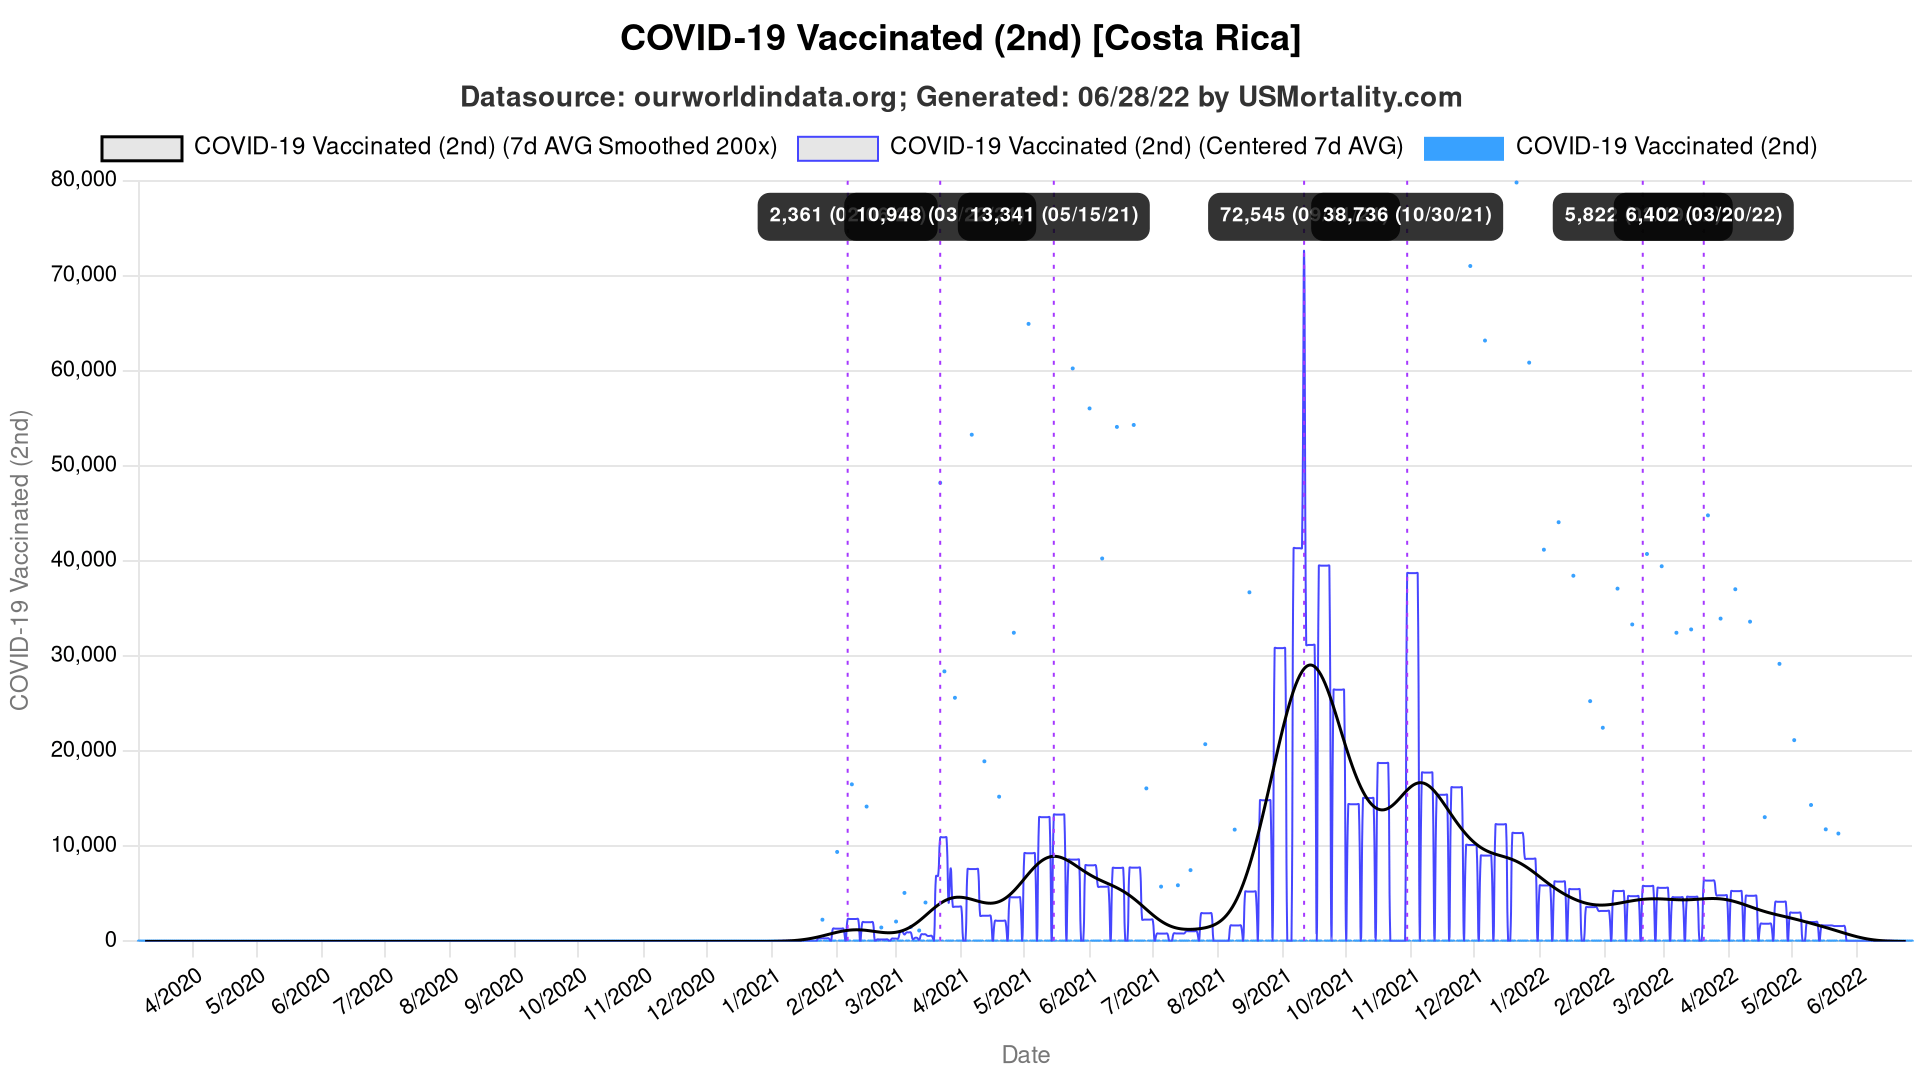 COVID-19 Vaccinated (2nd) [Costa Rica]
Datasource: ourworldindata.org; Generated: 06/28/22 by USMortality.com
COVID-19 Vaccinated (2nd) (7d AVG Smoothed 200x) COVID-19 Vaccinated (2nd) (Centered 7d AVG) COVID-19 Vaccinated (2nd)
80,000
2,361 10,948 (03/ 13,341 (05/15/21) 72,545 38,736 (10/30/21) 5,822 6,402 (03/20/22)
70,000
60,000
50,000
40,000
30,000
20,000
10,000
0
COVID-19 Vaccinated (2nd)
4/2020 5/2020 6/2020 7/2020 8/2020 9/2020 10/2020 11/2020 12/2020 1/2021 2/2021 3/2021 4/2021 5/2021 6/2021 7/2021 8/2021 9/2021 10/2021 11/2021 12/2021 1/2022 2/2022 3/2022 4/2022 5/2022 6/2022
Date